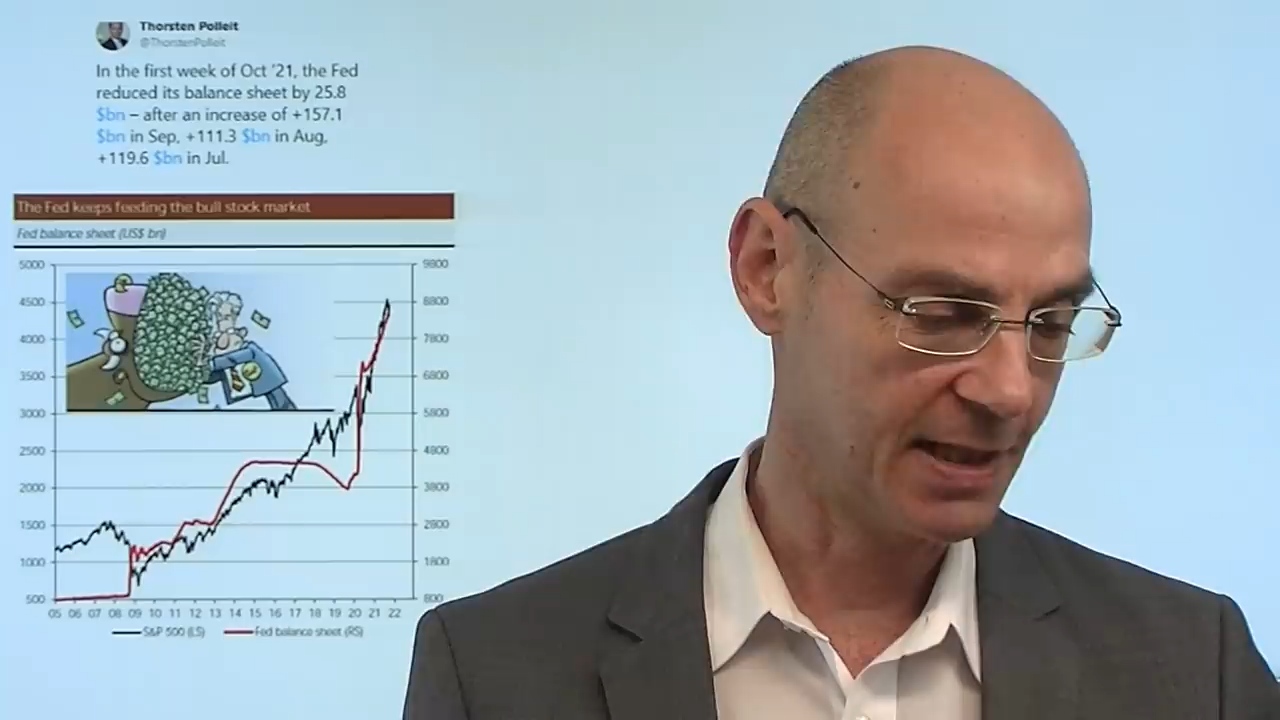 Thorsten Polleit
@ThorstenPolleit
In the first week of Oct '21, the Fed
reduced its balance sheet by 25.8
$bn – after an increase of +157.1
$bn in Sep, +111.3 $bn in Aug,
+119.6 $bn in Jul.
The Fed keeps feeding the bull stock market
Fed balance sheet (US$ bn)
5000 9800
4500 8800
4000 7800
3500 6800
3000 5800
2500 4800
2000 3800
1500 2800
1000 1800
500 800
05 06 07 08 09 10 11 12 13 14 15 16 17 18 19 20 21 22
S&P 500 (LS) Fed balance sheet (RS)